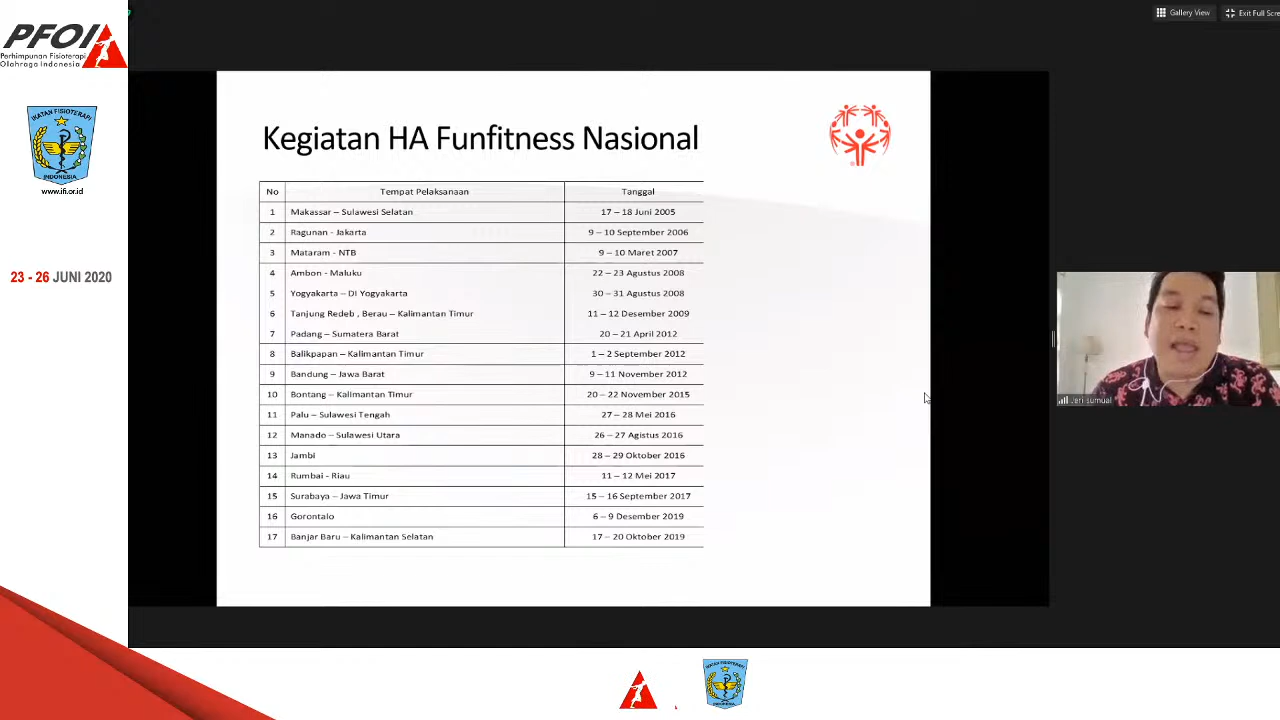 Gallery View
Exit Full Scre
PFOI
Perhimpunan Fisioterapi
Olahraga Indonesia
IKATAN FISIOTERAPI
INDONESIA
www.ifi.or.id
23 - 26 JUNI 2020
Kegiatan HA Funfitness Nasional
No Tempat Pelaksanaan Tanggal
1 Makassar – Sulawesi Selatan 17 – 18 Juni 2005
2 Ragunan - Jakarta 9 – 10 September 2006
3 Mataram - NTB 9 – 10 Maret 2007
4 Ambon - Maluku 22 – 23 Agustus 2008
5 Yogyakarta – DI Yogyakarta 30 – 31 Agustus 2008
6 Tanjung Redeb , Berau – Kalimantan Timur 11 – 12 Desember 2009
7 Padang – Sumatera Barat 20 – 21 April 2012
8 Balikpapan – Kalimantan Timur 1 – 2 September 2012
9 Bandung – Jawa Barat 9 – 11 November 2012
10 Bontang – Kalimantan Timur 20 – 22 November 2015
11 Palu – Sulawesi Tengah 27 – 28 Mei 2016
12 Manado – Sulawesi Utara 26 – 27 Agistus 2016
13 Jambi 28 – 29 Oktober 2016
14 Rumbai - Riau 11 – 12 Mei 2017
15 Surabaya – Jawa Timur 15 – 16 September 2017
16 Gorontalo 6 – 9 Desember 2019
17 Banjar Baru – Kalimantan Selatan 17 – 20 Oktober 2019
Jeri sumual
IKATAN FISIOTERAPI
INDONESIA